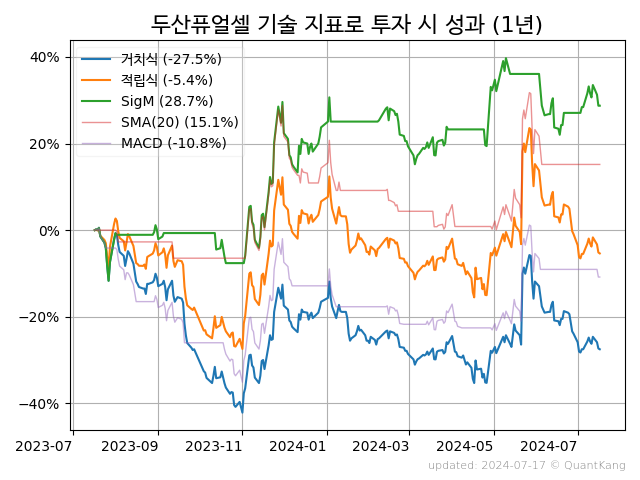 두산퓨얼셀 기술 지표로 투자 시 성과 (1년)
40%
20%
0%
−20%
−40%
거치식 (-27.5%)
적립식 (-5.4%)
SigM (28.7%)
SMA(20) (15.1%)
MACD (-10.8%)
2023-07 2023-09 2023-11 2024-01 2024-03 2024-05 2024-07
updated: 2024-07-17 © QuantKang